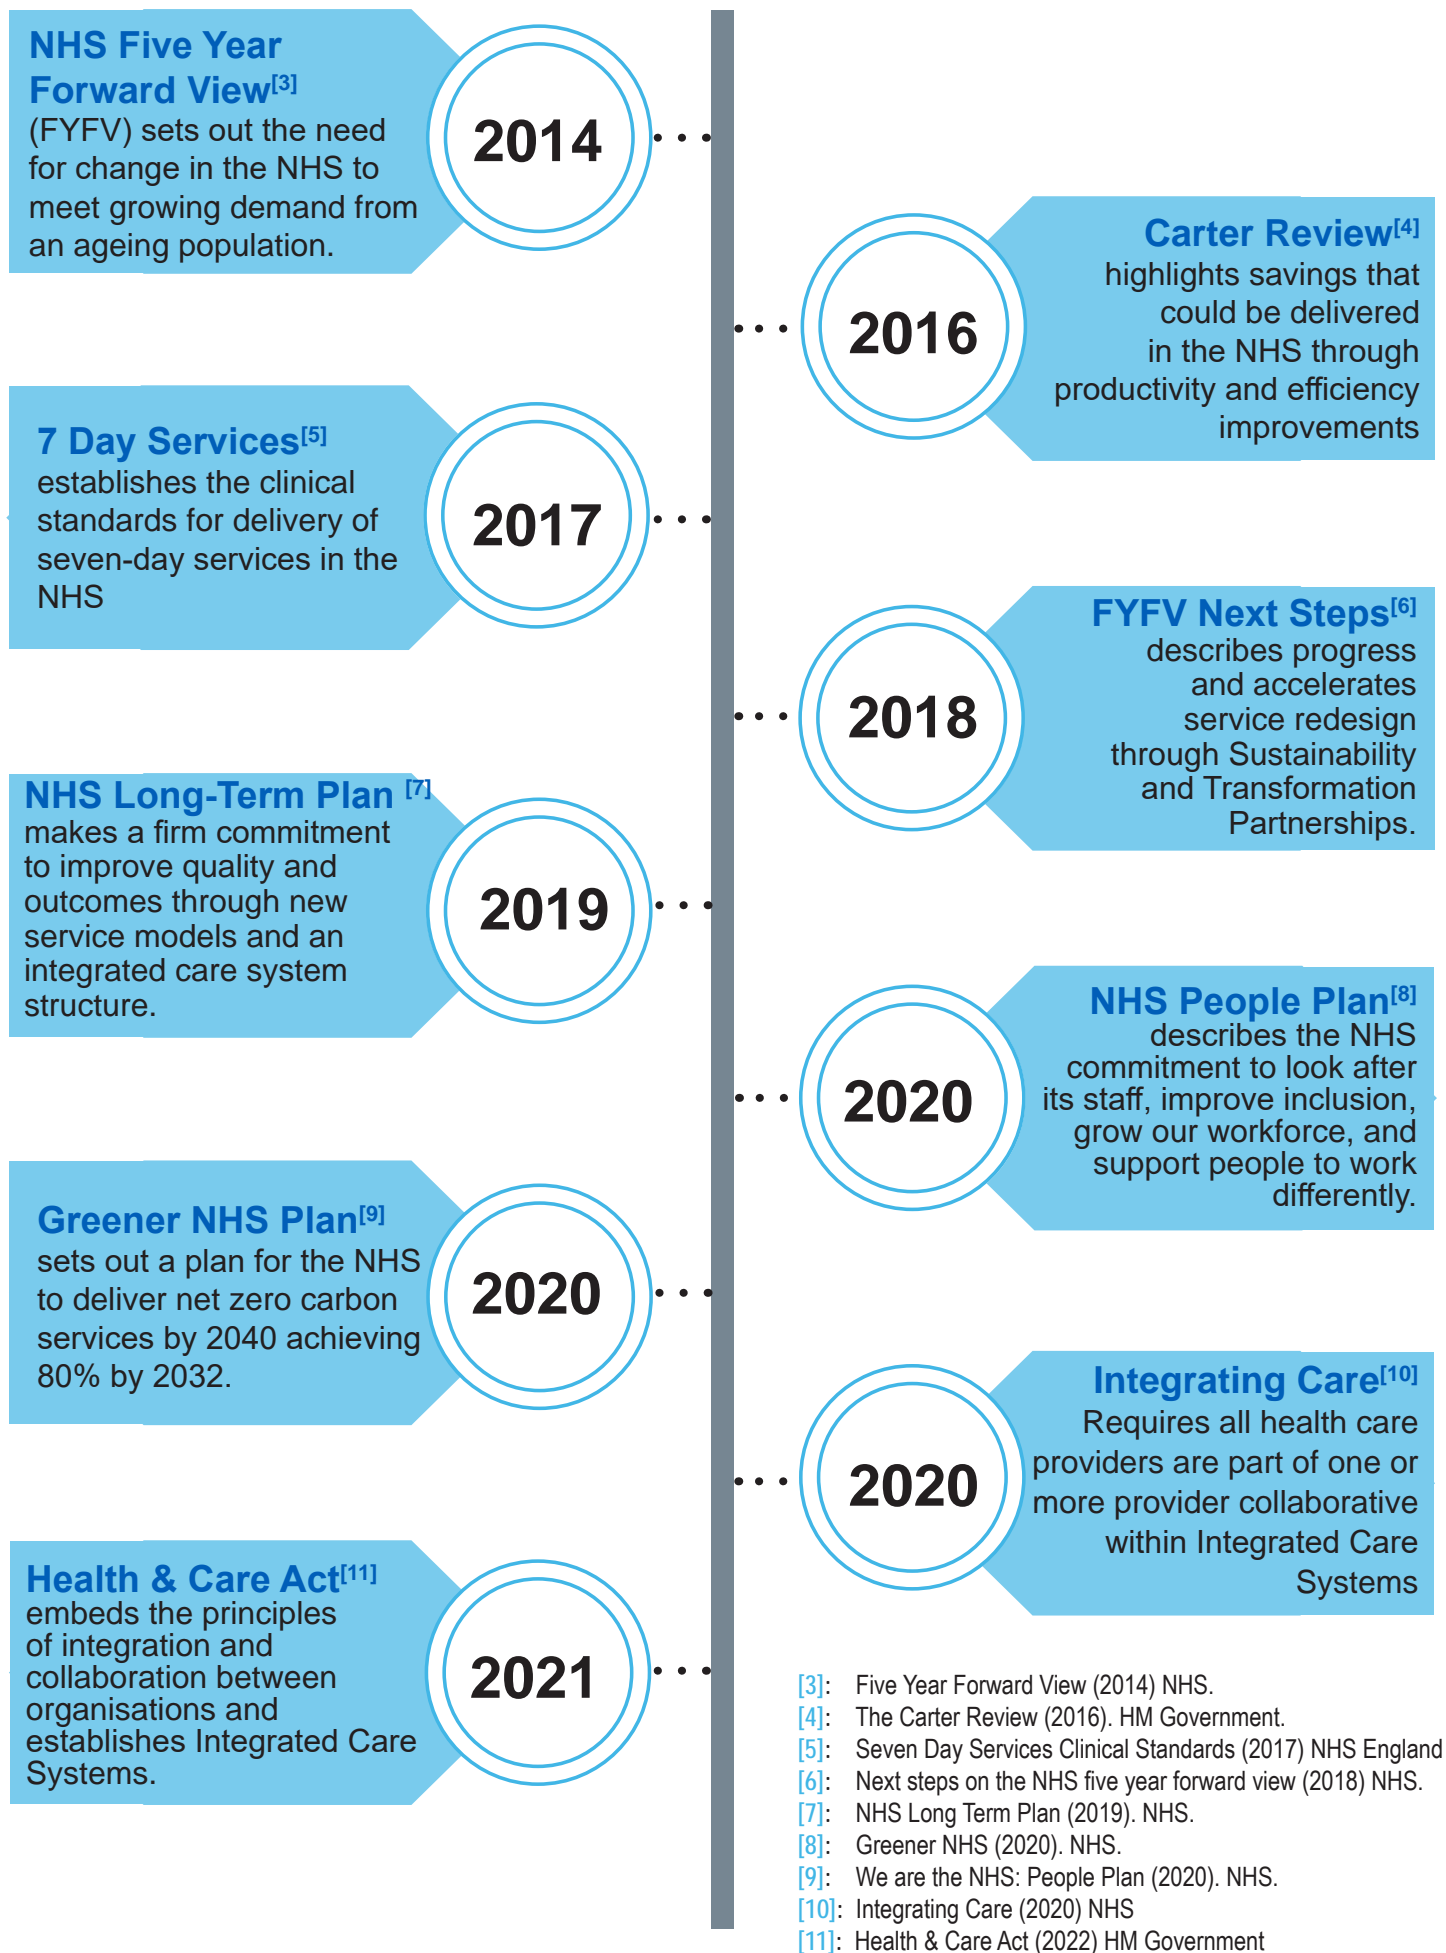 NHS Five Year
Forward View[3]
(FYFV) sets out the need
for change in the NHS to
meet growing demand from
an ageing population.
2014
Carter Review[4]
highlights savings that
could be delivered
in the NHS through
productivity and efficiency
improvements
2016
7 Day Services[5]
establishes the clinical
standards for delivery of
seven-day services in the
NHS
2017
FYFV Next Steps[6]
describes progress
and accelerates
service redesign
through Sustainability
and Transformation
Partnerships.
2018
NHS Long-Term Plan [7]
makes a firm commitment
to improve quality and
outcomes through new
service models and an
integrated care system
structure.
2019
NHS People Plan[8]
describes the NHS
commitment to look after
its staff, improve inclusion,
grow our workforce, and
support people to work
differently.
2020
Greener NHS Plan[9]
sets out a plan for the NHS
to deliver net zero carbon
services by 2040 achieving
80% by 2032.
2020
Integrating Care[10]
Requires all health care
providers are part of one or
more provider collaborative
within Integrated Care
Systems
2020
Health & Care Act[11]
embeds the principles
of integration and
collaboration between
organisations and
establishes Integrated Care
Systems.
2021
[3]: Five Year Forward View (2014) NHS.
[4]: The Carter Review (2016). HM Government.
[5]: Seven Day Services Clinical Standards (2017) NHS England
[6]: Next steps on the NHS five year forward view (2018) NHS.
[7]: NHS Long Term Plan (2019). NHS.
[8]: Greener NHS (2020). NHS.
[9]: We are the NHS: People Plan (2020). NHS.
[10]: Integrating Care (2020) NHS
[11]: Health & Care Act (2022) HM Government